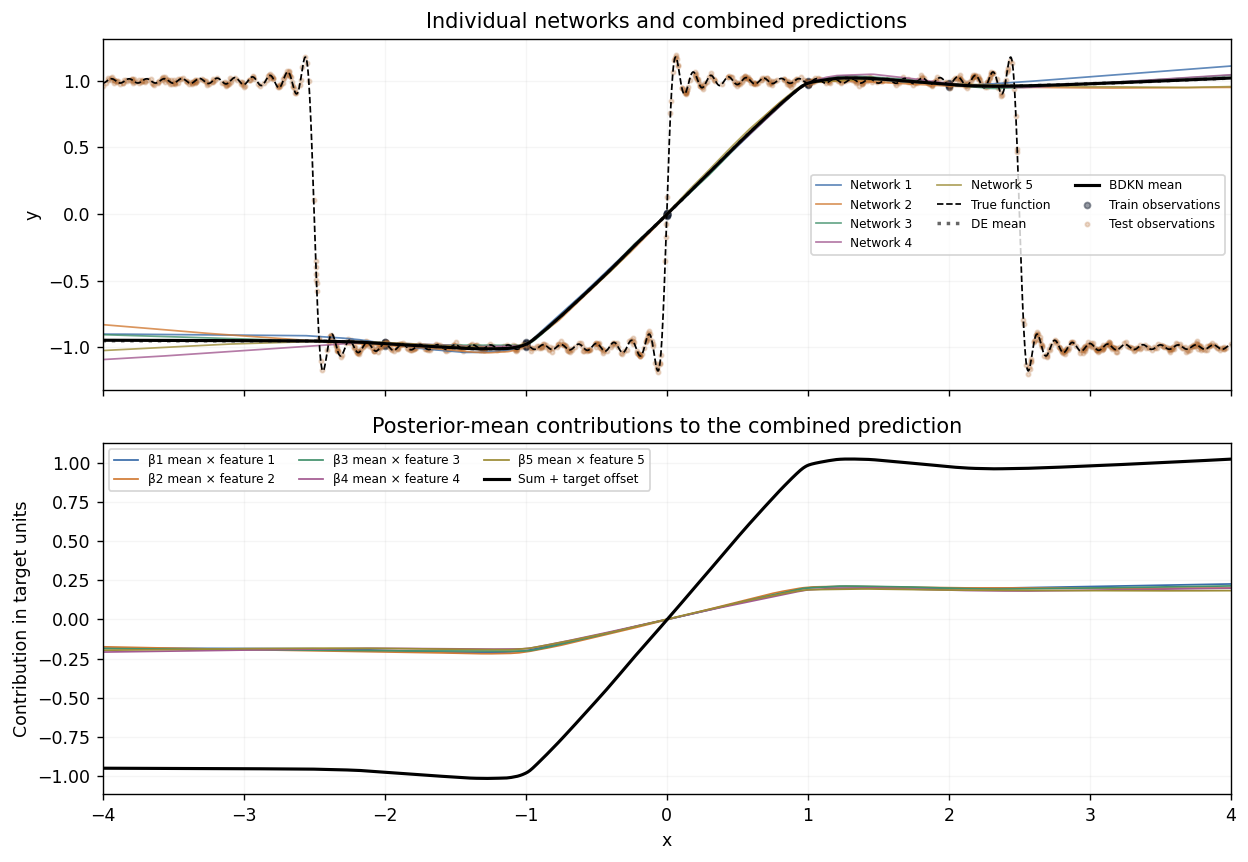 Individual networks and combined predictions
1.0
0.5
0.0
−0.5
−1.0
y
Network 1
Network 2
Network 3
Network 4
Network 5
True function
DE mean
BDKN mean
Train observations
Test observations
Posterior-mean contributions to the combined prediction
1.00
0.75
0.50
0.25
0.00
−0.25
−0.50
−0.75
−1.00
Contribution in target units
β1 mean × feature 1
β2 mean × feature 2
β3 mean × feature 3
β4 mean × feature 4
β5 mean × feature 5
Sum + target offset
−4 −3 −2 −1 0 1 2 3 4
x